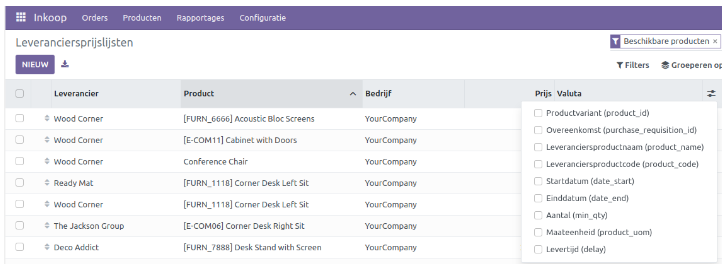 Inkoop Orders Producten Rapportages Configuratie
Leveranciersprijslijsten
Beschikbare producten ×
NIEUW
Filters Groeperen op
Leverancier Product Bedrijf Prijs Valuta
Wood Corner [FURN_6666] Acoustic Bloc Screens YourCompany
Wood Corner [E-COM11] Cabinet with Doors YourCompany
Wood Corner Conference Chair YourCompany
Ready Mat [FURN_1118] Corner Desk Left Sit YourCompany
Wood Corner [FURN_1118] Corner Desk Left Sit YourCompany
The Jackson Group [E-COM06] Corner Desk Right Sit YourCompany
Deco Addict [FURN_7888] Desk Stand with Screen YourCompany
Productvariant (product_id)
Overeenkomst (purchase_requisition_id)
Leveranciersproductnaam (product_name)
Leveranciersproductcode (product_code)
Startdatum (date_start)
Einddatum (date_end)
Aantal (min_qty)
Maateenheid (product_uom)
Levertijd (delay)